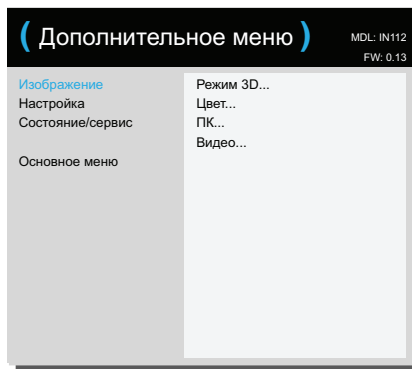 ( Дополнительное меню )
MDL: IN112
FW: 0.13
Изображение
Настройка
Состояние/сервис
Основное меню
Режим 3D...
Цвет...
ПК...
Видео...